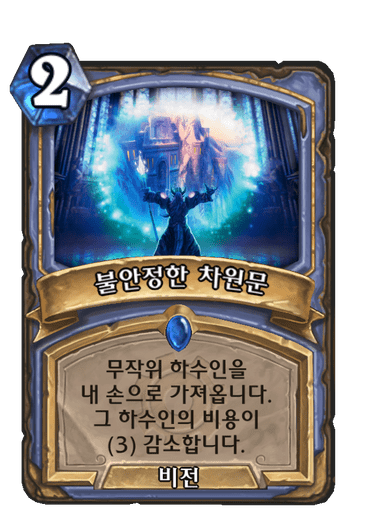 2
불안정한 차원문
무작위 하수인을
내 손으로 가져옵니다.
그 하수인의 비용이
(3) 감소합니다.
비전